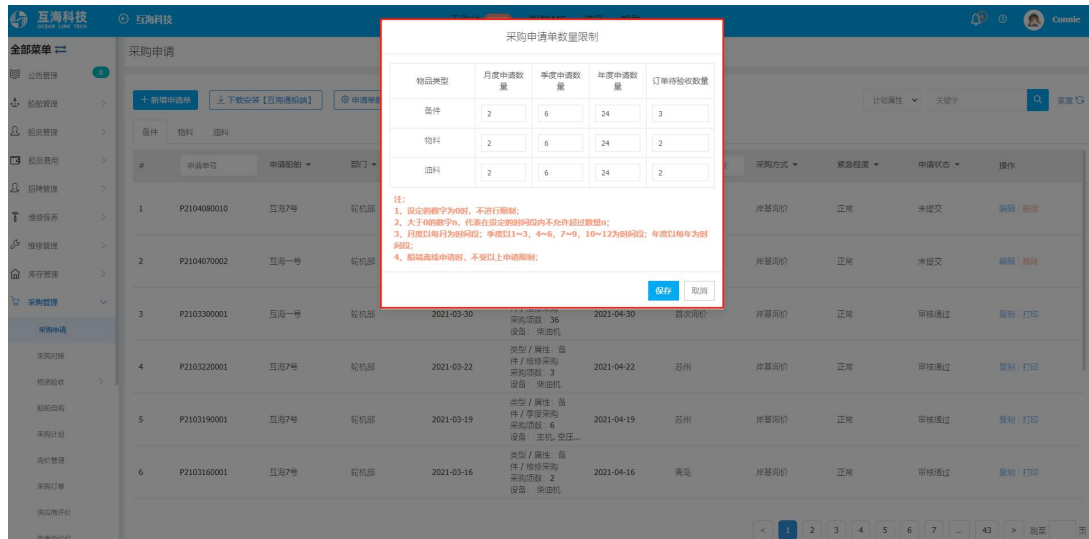 互海科技
OCEAN LINK TECH
互海科技
Connie
全部菜单
采购申请
公告管理 0
船舶管理
船员管理
船员费用
招聘管理
维修保养
维修管理
库存管理
采购管理
采购申请
采购对账
物资验收
船舶自购
采购计划
询价管理
采购订单
供应商评价
+ 新增申请单
下载安装【互海通船端】
计划属性
关键字
重置
备件 物料 油料
# 申请单号 申请船舶 部门 采购方式 紧急程度 申请状态 操作
1 P2104080010 互海7号 轮机部 岸基询价 正常 未提交 编辑 删除
2 P2104070002 互海一号 轮机部 岸基询价 正常 未提交 编辑 删除
3 P2103300001 互海一号 轮机部 2021-03-30 采购项数: 36 2021-04-30 首次询价 岸基询价 正常 审核通过 复制 打印
设备: 柴油机
类型 / 属性: 备
件 / 维修采购
4 P2103220001 互海7号 轮机部 2021-03-22 采购项数: 3 2021-04-22 苏州 岸基询价 正常 审核通过 复制 打印
设备: 柴油机
类型 / 属性: 备
件 / 季度采购
5 P2103190001 互海7号 轮机部 2021-03-19 采购项数: 6 2021-04-19 苏州 岸基询价 正常 审核通过 复制 打印
设备: 主机, 空压...
类型 / 属性: 备
件 / 维修采购
6 P2103160001 互海7号 轮机部 2021-03-16 采购项数: 2 2021-04-16 青岛 岸基询价 正常 审核通过 复制 打印
设备: 柴油机
< 1 2 3 4 5 6 7 ... 43 > 跳至 页
采购申请单数量限制
物品类型 月度申请数量 季度申请数量 年度申请数量 订单待验收数量
备件 2 6 24 3
物料 2 6 24 2
油料 2 6 24 2
注:
1、设定的数字为0时，不进行限制;
2、大于0的数字n，代表在设定的时间段内不允许超过数量n;
3、月度以每月为时间段; 季度以1~3, 4~6, 7~9, 10~12为时间段; 年度以每年为时
间段;
4、船端离线申请时，不受以上申请限制;
保存 取消